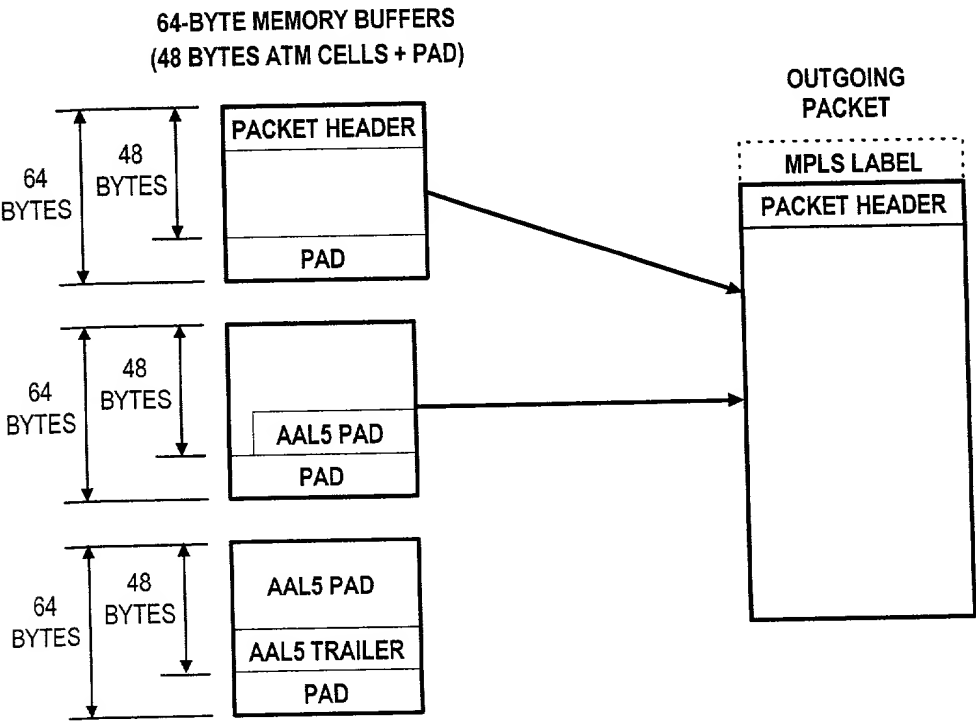 64-BYTE MEMORY BUFFERS
(48 BYTES ATM CELLS + PAD)
OUTGOING
PACKET
64
BYTES
48
BYTES
PACKET HEADER
PAD
MPLS LABEL
PACKET HEADER
64
BYTES
48
BYTES
AAL5 PAD
PAD
64
BYTES
48
BYTES
AAL5 PAD
AAL5 TRAILER
PAD